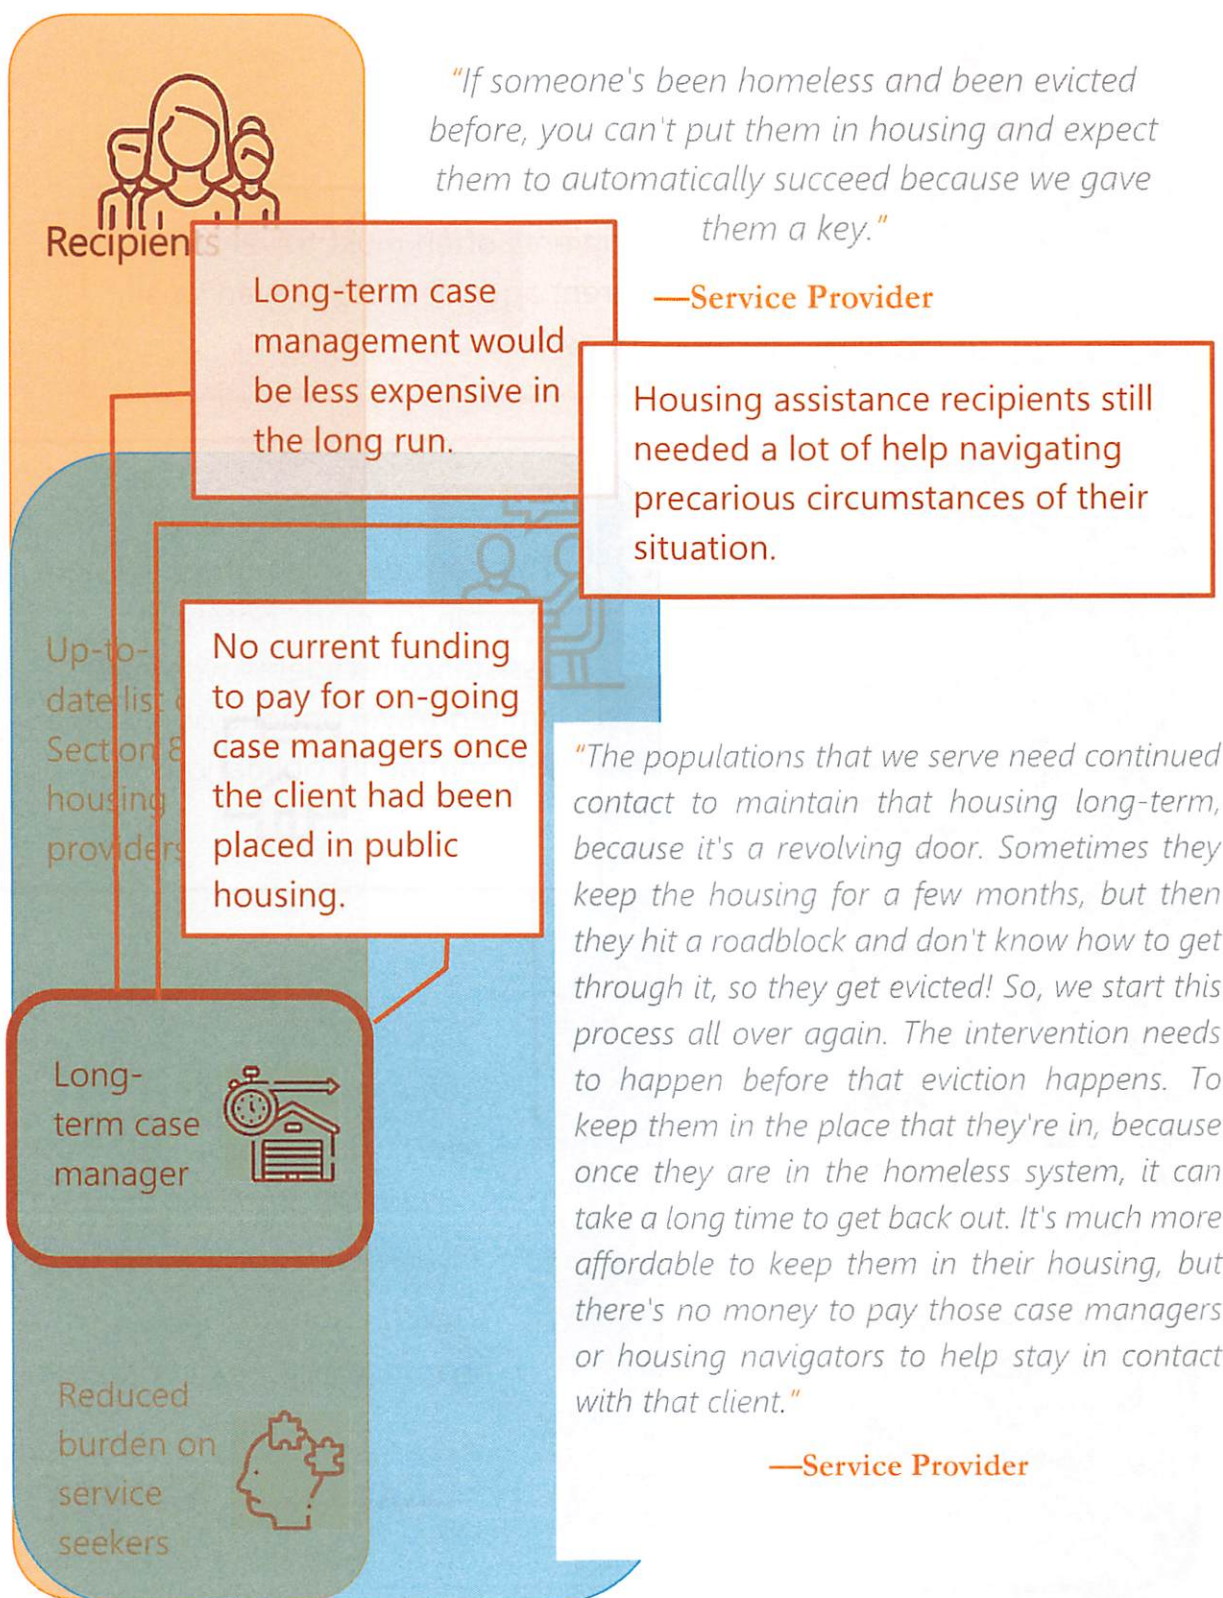 "If someone's been homeless and been evicted
before, you can't put them in housing and expect
them to automatically succeed because we gave
them a key."
—Service Provider
Recipients
Long-term case
management would
be less expensive in
the long run.
Housing assistance recipients still
needed a lot of help navigating
precarious circumstances of their
situation.
Up-to-
date list
Section 8
housing
providers
No current funding
to pay for on-going
case managers once
the client had been
placed in public
housing.
"The populations that we serve need continued
contact to maintain that housing long-term,
because it's a revolving door. Sometimes they
keep the housing for a few months, but then
they hit a roadblock and don't know how to get
through it, so they get evicted! So, we start this
process all over again. The intervention needs
to happen before that eviction happens. To
keep them in the place that they're in, because
once they are in the homeless system, it can
take a long time to get back out. It's much more
affordable to keep them in their housing, but
there's no money to pay those case managers
or housing navigators to help stay in contact
with that client."
—Service Provider
Long-
term case
manager
Reduced
burden on
service
seekers